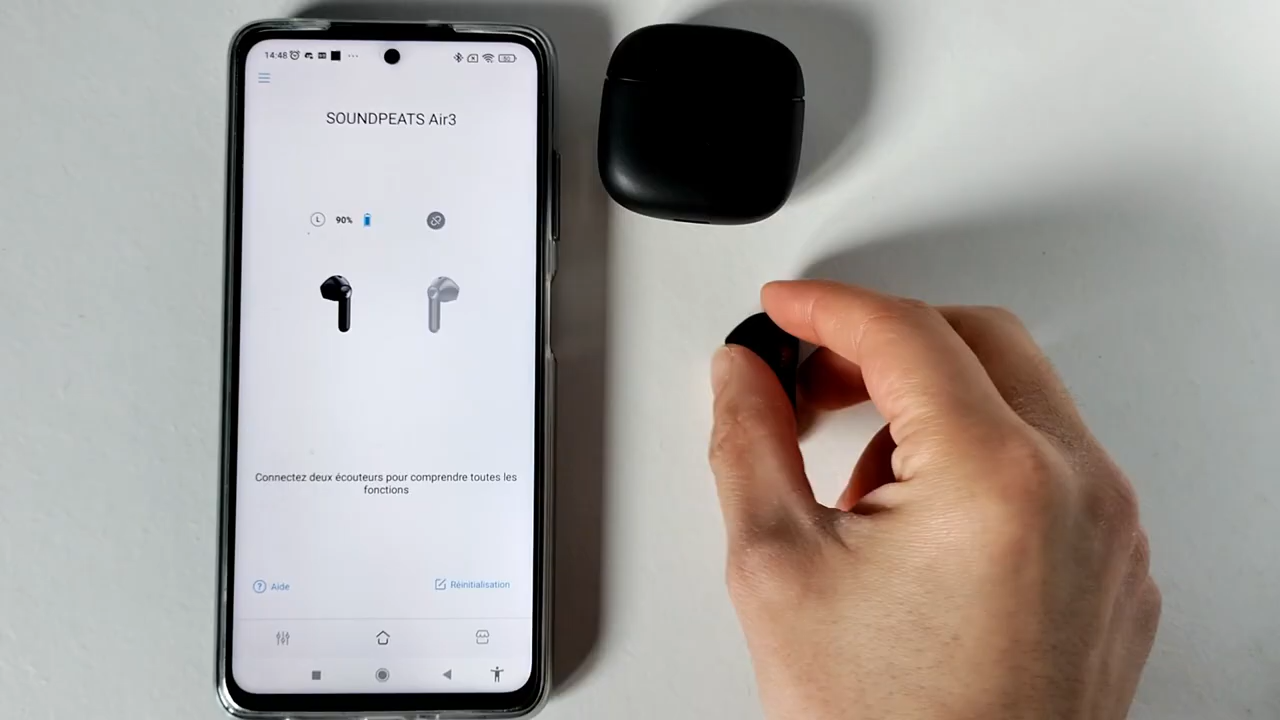 14:48
SOUNDPEATS Air3
L 90%
Connectez deux écouteurs pour comprendre toutes les
fonctions
? Aide
Réinitialisation